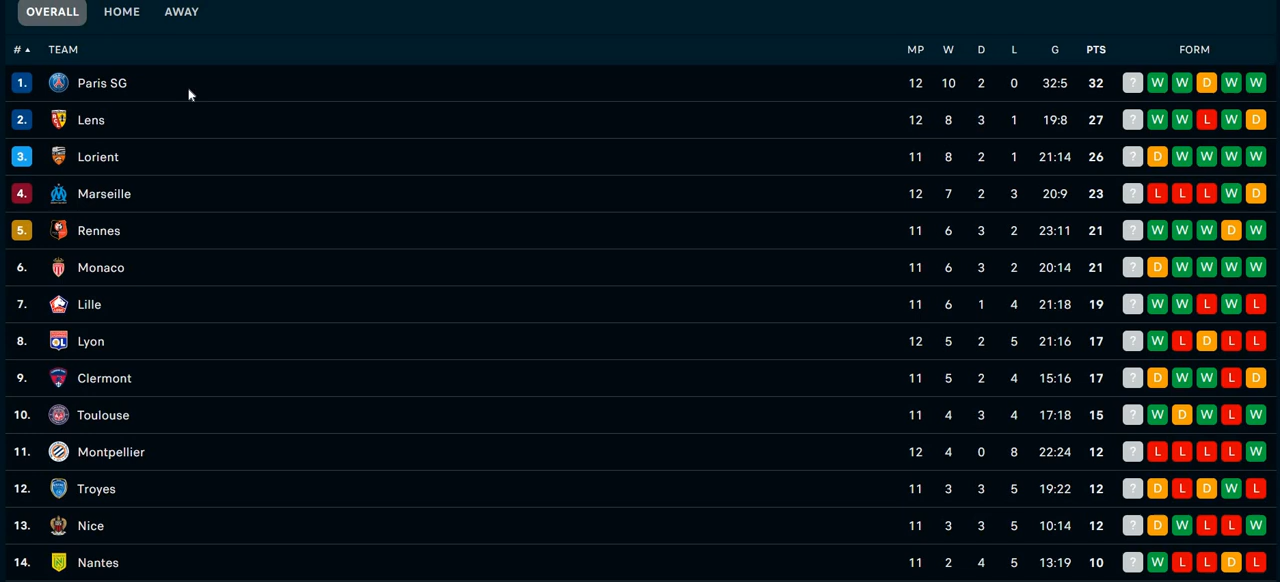 OVERALL HOME AWAY
# TEAM MP W D L G PTS FORM
1. Paris SG 12 10 2 0 32:5 32 ? W W D W W
2. Lens 12 8 3 1 19:8 27 ? W W L W D
3. Lorient 11 8 2 1 21:14 26 ? D W W W W
4. Marseille 12 7 2 3 20:9 23 ? L L L W D
5. Rennes 11 6 3 2 23:11 21 ? W W W D W
6. Monaco 11 6 3 2 20:14 21 ? D W W W W
7. Lille 11 6 1 4 21:18 19 ? W W L W L
8. Lyon 12 5 2 5 21:16 17 ? W L D L L
9. Clermont 11 5 2 4 15:16 17 ? D W W L D
10. Toulouse 11 4 3 4 17:18 15 ? W D W L W
11. Montpellier 12 4 0 8 22:24 12 ? L L L L W
12. Troyes 11 3 3 5 19:22 12 ? D L D W L
13. Nice 11 3 3 5 10:14 12 ? D W L L W
14. Nantes 11 2 4 5 13:19 10 ? W L L D L